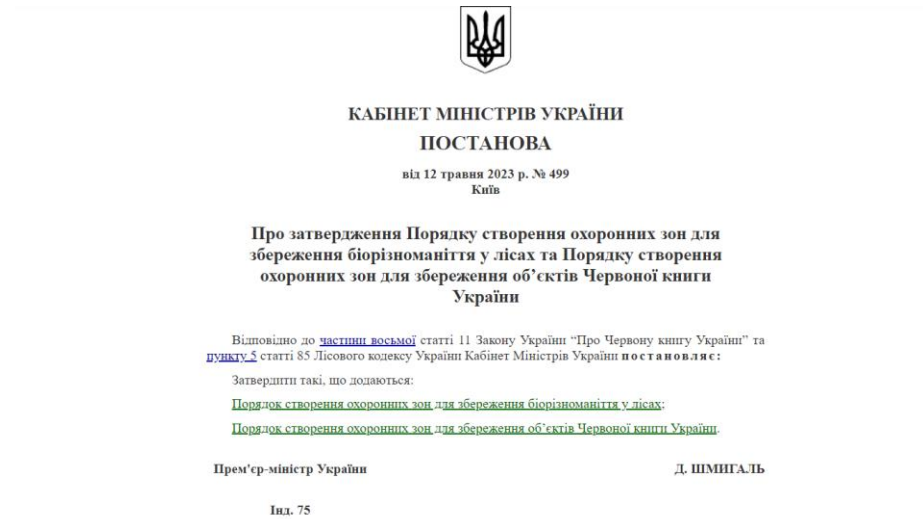 КАБІНЕТ МІНІСТРІВ УКРАЇНИ
ПОСТАНОВА
від 12 травня 2023 р. № 499
Київ
Про затвердження Порядку створення охоронних зон для
збереження біорізноманіття у лісах та Порядку створення
охоронних зон для збереження об’єктів Червоної книги
України
Відповідно до частини восьмої статті 11 Закону України “Про Червону книгу України” та
пункту 5 статті 85 Лісового кодексу України Кабінет Міністрів України постановляє:
Затвердити такі, що додаються:
Порядок створення охоронних зон для збереження біорізноманіття у лісах;
Порядок створення охоронних зон для збереження об’єктів Червоної книги України.
Прем'єр-міністр України Д. ШМИГАЛЬ
Інд. 75